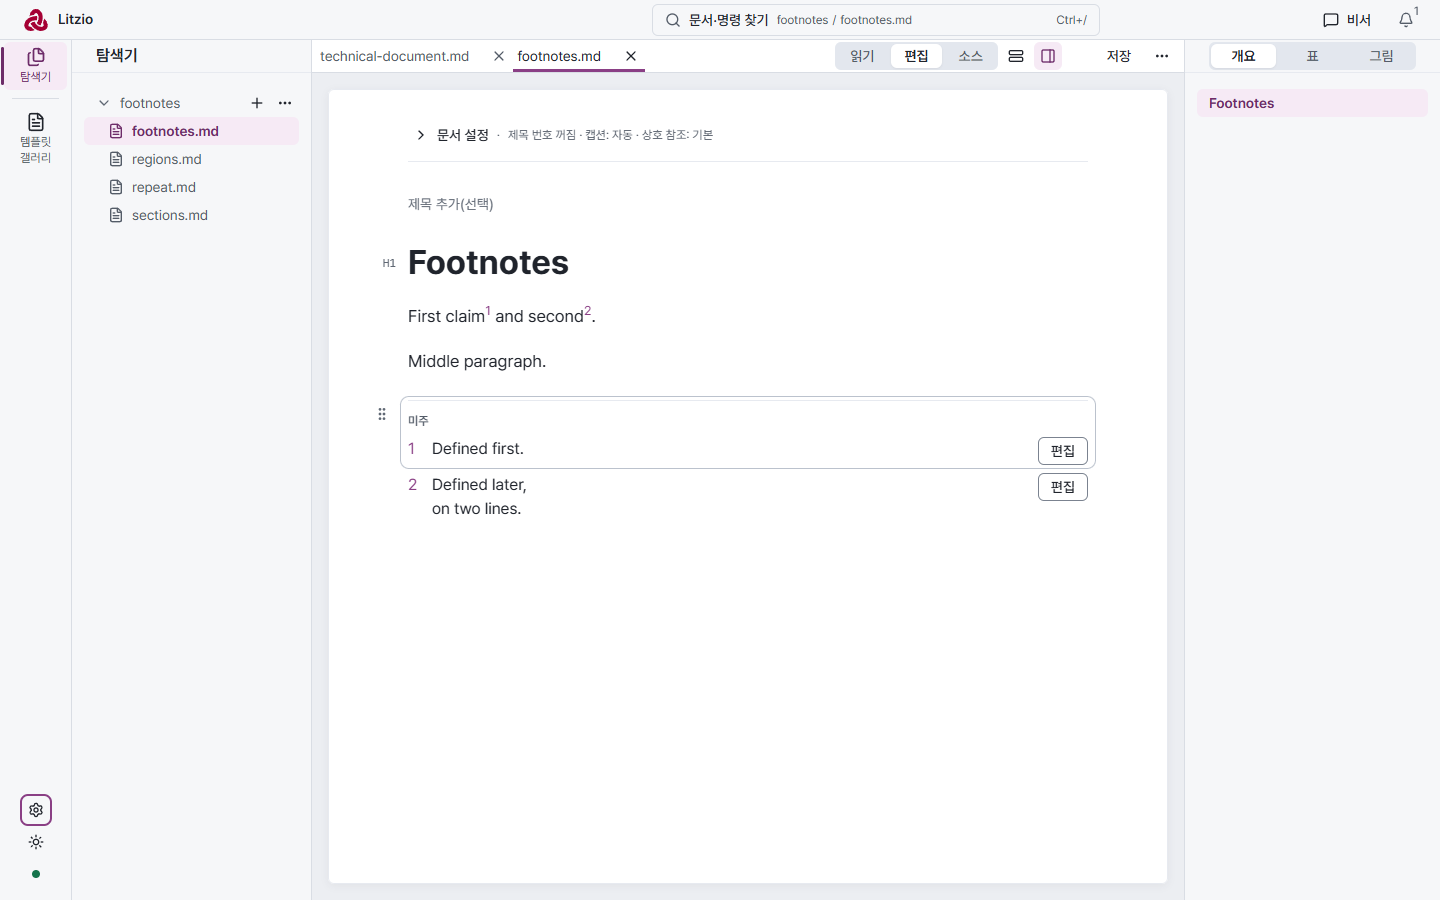 Litzio
문서·명령 찾기 footnotes / footnotes.md Ctrl+/
비서
1
탐색기
템플릿
갤러리
탐색기
footnotes
footnotes.md
regions.md
repeat.md
sections.md
technical-document.md
footnotes.md
읽기 편집 소스
저장
개요 표 그림
Footnotes
문서 설정 · 제목 번호 꺼짐 · 캡션: 자동 · 상호 참조: 기본
제목 추가(선택)
H1 Footnotes
First claim1 and second2.
Middle paragraph.
미주
1 Defined first. 편집
2 Defined later, 편집
on two lines.